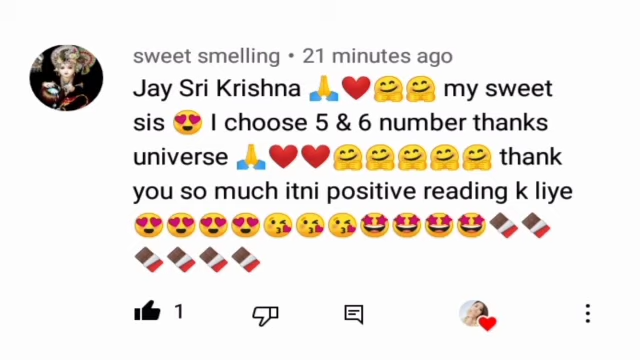 sweet smelling • 21 minutes ago
Jay Sri Krishna 🙏❤️🤗🤗 my sweet
sis 😍 I choose 5 & 6 number thanks
universe 🙏❤️❤️🤗🤗🤗🤗🤗 thank
you so much itni positive reading k liye
😍😍😍😍😘😘😘🤩🤩🤩🤩🍫🍫
🍫🍫🍫🍫
1